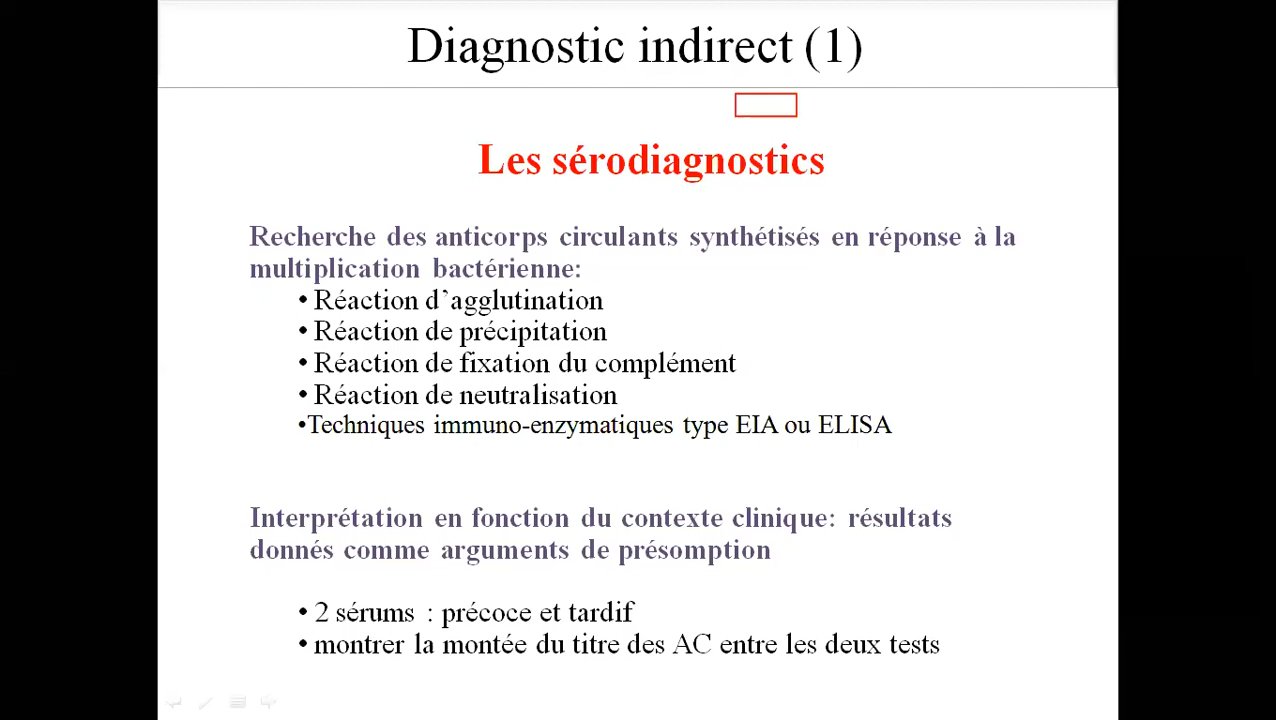 Diagnostic indirect (1)
Les sérodiagnostics
Recherche des anticorps circulants synthétisés en réponse à la
multiplication bactérienne:
• Réaction d’agglutination
• Réaction de précipitation
• Réaction de fixation du complément
• Réaction de neutralisation
•Techniques immuno-enzymatiques type EIA ou ELISA
Interprétation en fonction du contexte clinique: résultats
donnés comme arguments de présomption
• 2 sérums : précoce et tardif
• montrer la montée du titre des AC entre les deux tests